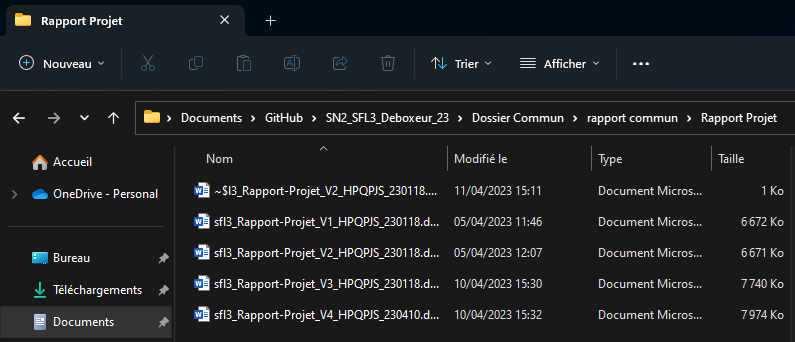 Rapport Projet
Nouveau Trier Afficher
Documents > GitHub > SN2_SFL3_Deboxeur_23 > Dossier Commun > rapport commun > Rapport Projet
Accueil
OneDrive - Personal
Bureau
Téléchargements
Documents
Nom Modifié le Type Taille
~$l3_Rapport-Projet_V2_HPQPJS_230118.... 11/04/2023 15:11 Document Micros... 1 Ko
sfl3_Rapport-Projet_V1_HPQPJS_230118.d... 05/04/2023 11:46 Document Micros... 6 672 Ko
sfl3_Rapport-Projet_V2_HPQPJS_230118.d... 05/04/2023 12:07 Document Micros... 6 671 Ko
sfl3_Rapport-Projet_V3_HPQPJS_230118.d... 10/04/2023 15:30 Document Micros... 7 740 Ko
sfl3_Rapport-Projet_V4_HPQPJS_230410.d... 10/04/2023 15:32 Document Micros... 7 974 Ko